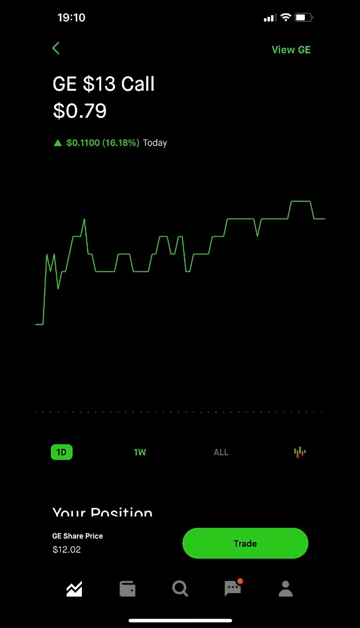 19:10
View GE
GE $13 Call
$0.79
▲ $0.1100 (16.18%) Today
1D 1W ALL
Your Position
GE Share Price
$12.02
Trade